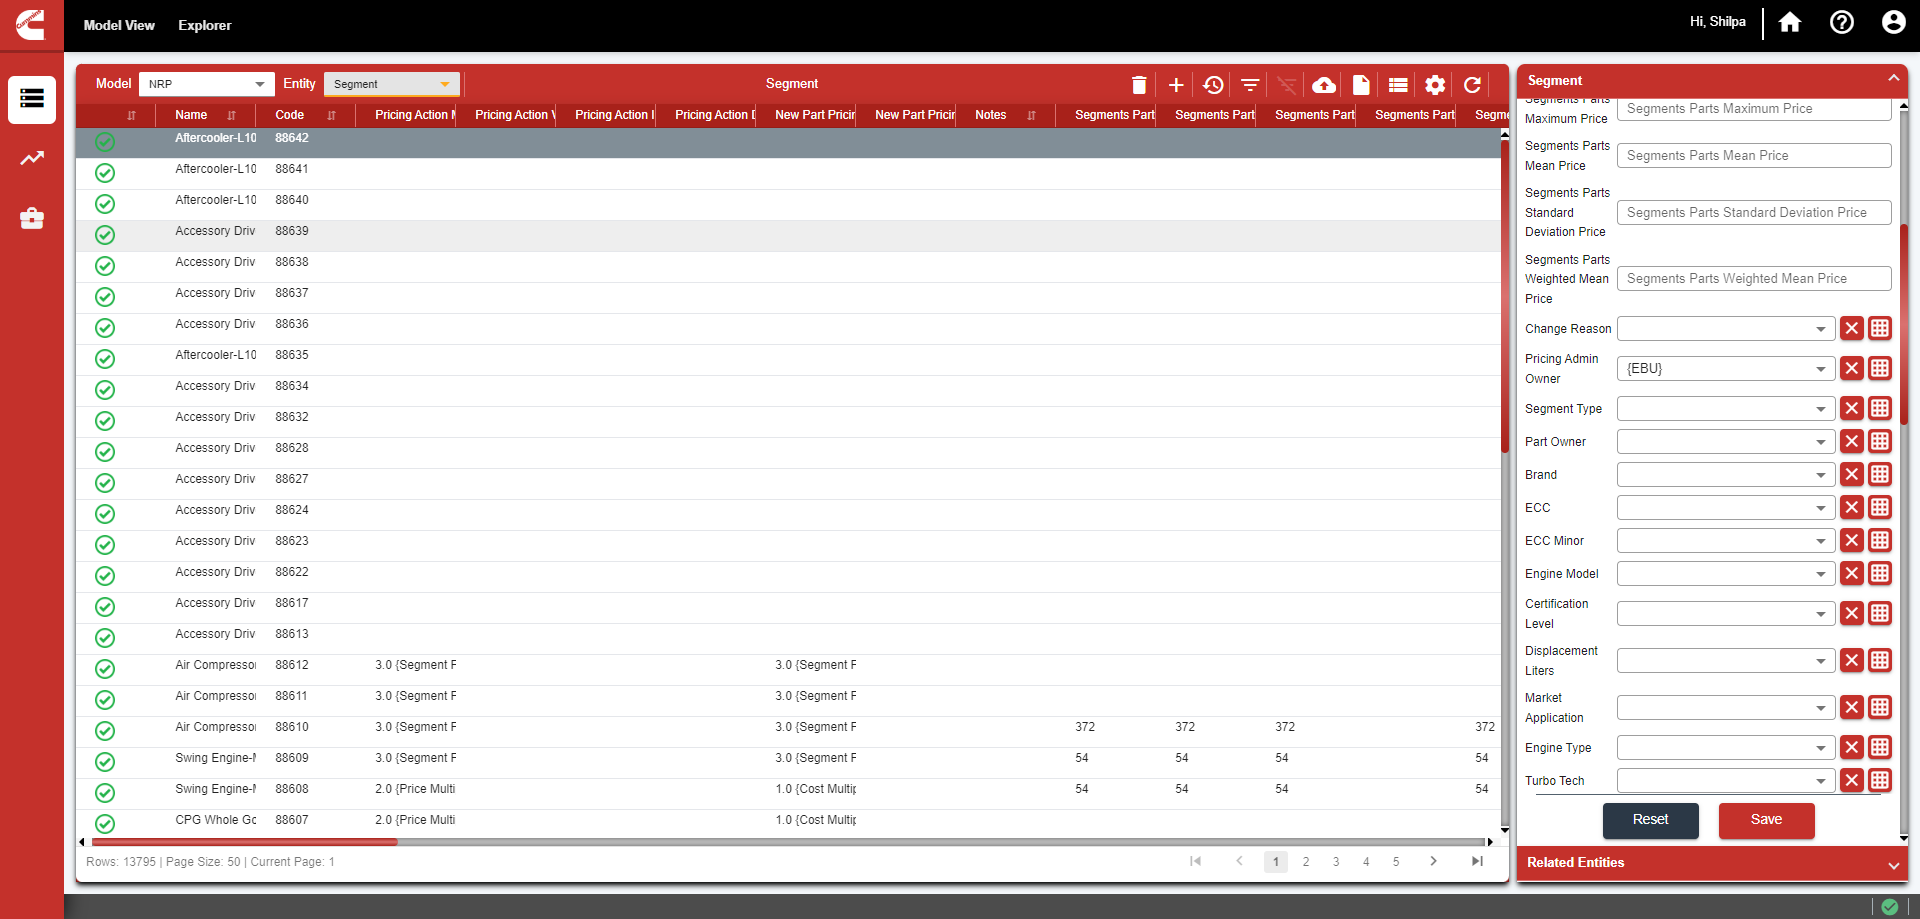 Cummins
Model View
Explorer
Hi, Shilpa
Model
NRP
Entity
Segment
Segment
Name
Code
Pricing Action M
Pricing Action V
Pricing Action I
Pricing Action D
New Part Pricin
New Part Pricin
Notes
Segments Part
Segments Part
Segments Part
Segments Part
Segme
Aftercooler-L10 88642
Aftercooler-L10 88641
Aftercooler-L10 88640
Accessory Driv 88639
Accessory Driv 88638
Accessory Driv 88637
Accessory Driv 88636
Aftercooler-L10 88635
Accessory Driv 88634
Accessory Driv 88632
Accessory Driv 88628
Accessory Driv 88627
Accessory Driv 88624
Accessory Driv 88623
Accessory Driv 88622
Accessory Driv 88617
Accessory Driv 88613
Air Compressor 88612 3.0 {Segment P 3.0 {Segment P
Air Compressor 88611 3.0 {Segment P 3.0 {Segment P
Air Compressor 88610 3.0 {Segment P 3.0 {Segment P 372 372 372 372
Swing Engine-M 88609 3.0 {Segment P 3.0 {Segment P 54 54 54 54
Swing Engine-M 88608 2.0 {Price Multi 1.0 {Cost Multip 54 54 54 54
CPG Whole Go 88607 2.0 {Price Multi 1.0 {Cost Multip
Rows: 13795 | Page Size: 50 | Current Page: 1
1 2 3 4 5
Segment
Segments Parts
Maximum Price
Segments Parts Maximum Price
Segments Parts
Mean Price
Segments Parts Mean Price
Segments Parts
Standard
Deviation Price
Segments Parts Standard Deviation Price
Segments Parts
Weighted Mean
Price
Segments Parts Weighted Mean Price
Change Reason
Pricing Admin
Owner
{EBU}
Segment Type
Part Owner
Brand
ECC
ECC Minor
Engine Model
Certification
Level
Displacement
Liters
Market
Application
Engine Type
Turbo Tech
Reset
Save
Related Entities